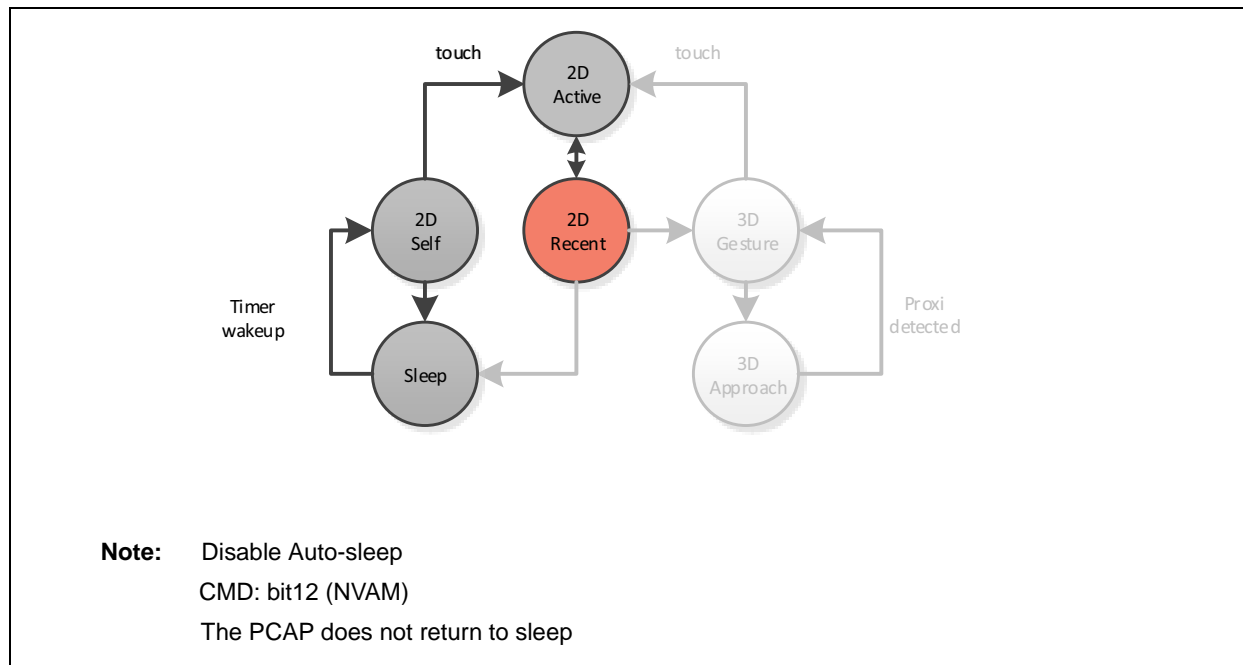 touch
touch
2D
Active
2D
Self
2D
Recent
3D
Gesture
Timer
wakeup
Proxi
detected
Sleep
3D
Approach
Note: Disable Auto-sleep
CMD: bit12 (NVAM)
The PCAP does not return to sleep